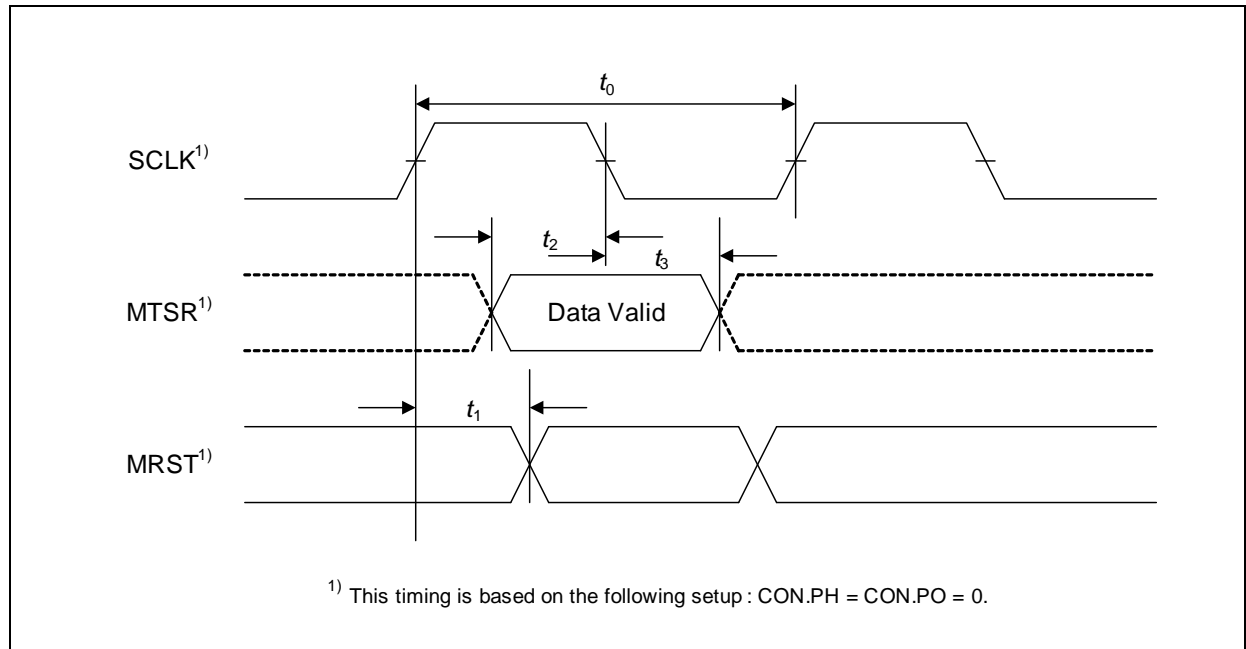 t0
SCLK1)
t2
t3
MTSR1)
Data Valid
t1
MRST1)
1) This timing is based on the following setup : CON.PH = CON.PO = 0.